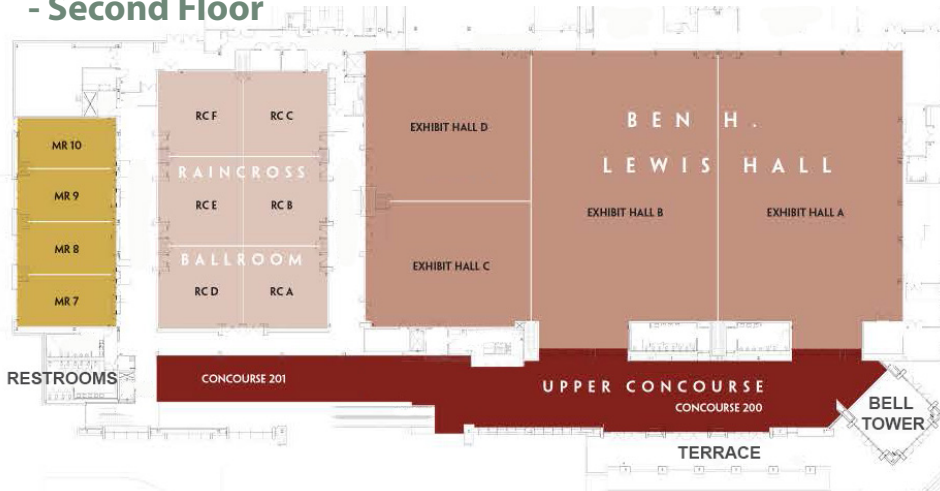 - Second Floor
MR 10
MR 9
MR 8
MR 7
RESTROOMS
RC F
RC C
RAINCROSS
RC E
RC B
BALLROOM
RC D
RC A
EXHIBIT HALL D
EXHIBIT HALL C
BEN H.
LEWIS HALL
EXHIBIT HALL B
EXHIBIT HALL A
CONCOURSE 201
UPPER CONCOURSE
CONCOURSE 200
BELL
TOWER
TERRACE